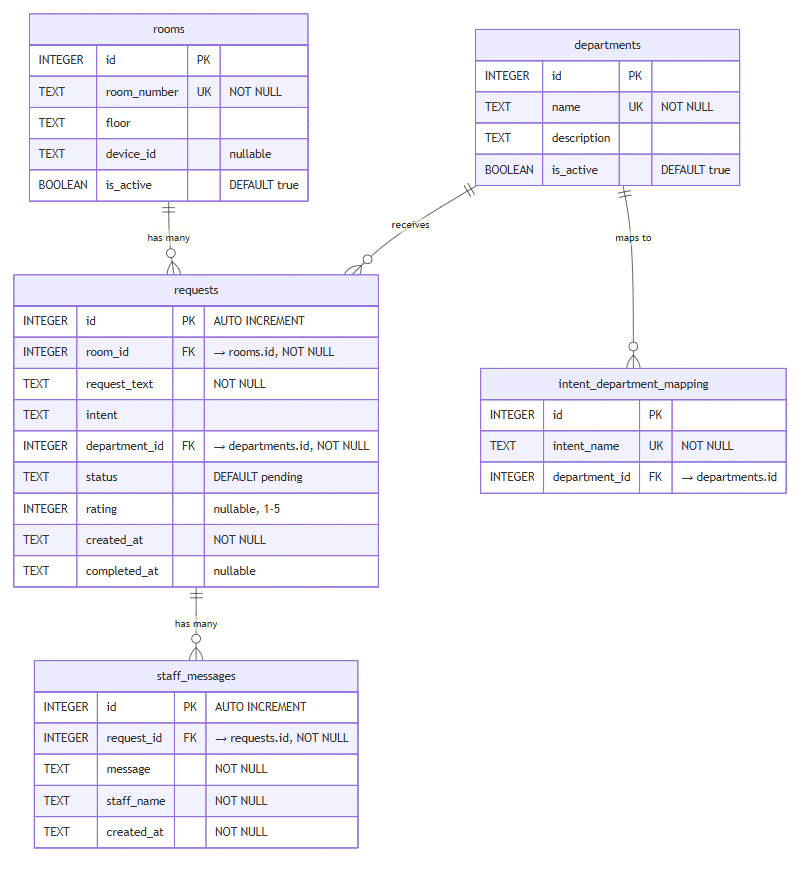 rooms
INTEGER id PK
TEXT room_number UK NOT NULL
TEXT floor
TEXT device_id nullable
BOOLEAN is_active DEFAULT true
departments
INTEGER id PK
TEXT name UK NOT NULL
TEXT description
BOOLEAN is_active DEFAULT true
has many
receives
maps to
requests
INTEGER id PK AUTO INCREMENT
INTEGER room_id FK → rooms.id, NOT NULL
TEXT request_text NOT NULL
TEXT intent
INTEGER department_id FK → departments.id, NOT NULL
TEXT status DEFAULT pending
INTEGER rating nullable, 1-5
TEXT created_at NOT NULL
TEXT completed_at nullable
intent_department_mapping
INTEGER id PK
TEXT intent_name UK NOT NULL
INTEGER department_id FK → departments.id
has many
staff_messages
INTEGER id PK AUTO INCREMENT
INTEGER request_id FK → requests.id, NOT NULL
TEXT message NOT NULL
TEXT staff_name NOT NULL
TEXT created_at NOT NULL